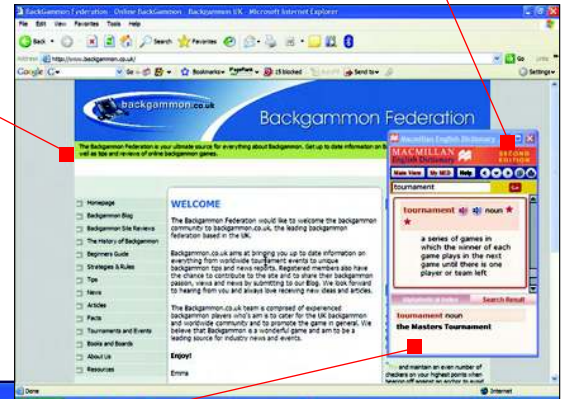 BackGammon Federation - Online BackGammon - Backgammon UK - Microsoft Internet Explorer
File Edit View Favorites Tools Help
Back Search Favorites
Address http://www.backgammon.co.uk/ Go Links
Google G Go Bookmarks PageRank 15 blocked Send to Settings
backgammon.co.uk
Backgammon Federation
The Backgammon Federation is your ultimate source for everything about Backgammon. Get up to date information on
well as tips and reviews of online backgammon games.
Homepage
Backgammon Blog
Backgammon Site Reviews
The History of Backgammon
Beginners Guide
Strategies & Rules
Tips
News
Articles
Facts
Tournaments and Events
Books and Boards
About Us
Resources
WELCOME
The Backgammon Federation would like to welcome the backgammon
community to backgammon.co.uk, the leading backgammon
federation based in the UK.
Backgammon.co.uk aims at bringing you up to date information on
everything from worldwide tournament events to unique
backgammon tips and news reports. Registered members also have
the chance to contribute to the site and to share their backgammon
passion, views and news by submitting to our Blog. We look forward
to hearing from you and always love receiving new ideas and articles.
The Backgammon.co.uk team is comprised of experienced
backgammon players who's aim is to cater for the UK backgammon
and worldwide community and to promote the game in general. We
believe that Backgammon is a wonderful game and aim to be a
leading source for industry news and events.
Enjoy!
Emma
Macmillan English Dictionary
MACMILLAN
English Dictionary
SECOND
EDITION
Main View My MED Help
tournament Go
tournament noun
a series of games in
which the winner of each
game plays in the next
game until there is one
player or team left
Alphabetical Index Search Result
tournament noun
the Masters Tournament
and maintain an even number of
checkers on your highest points when
bearing off against an anchor to avoid
Done Internet